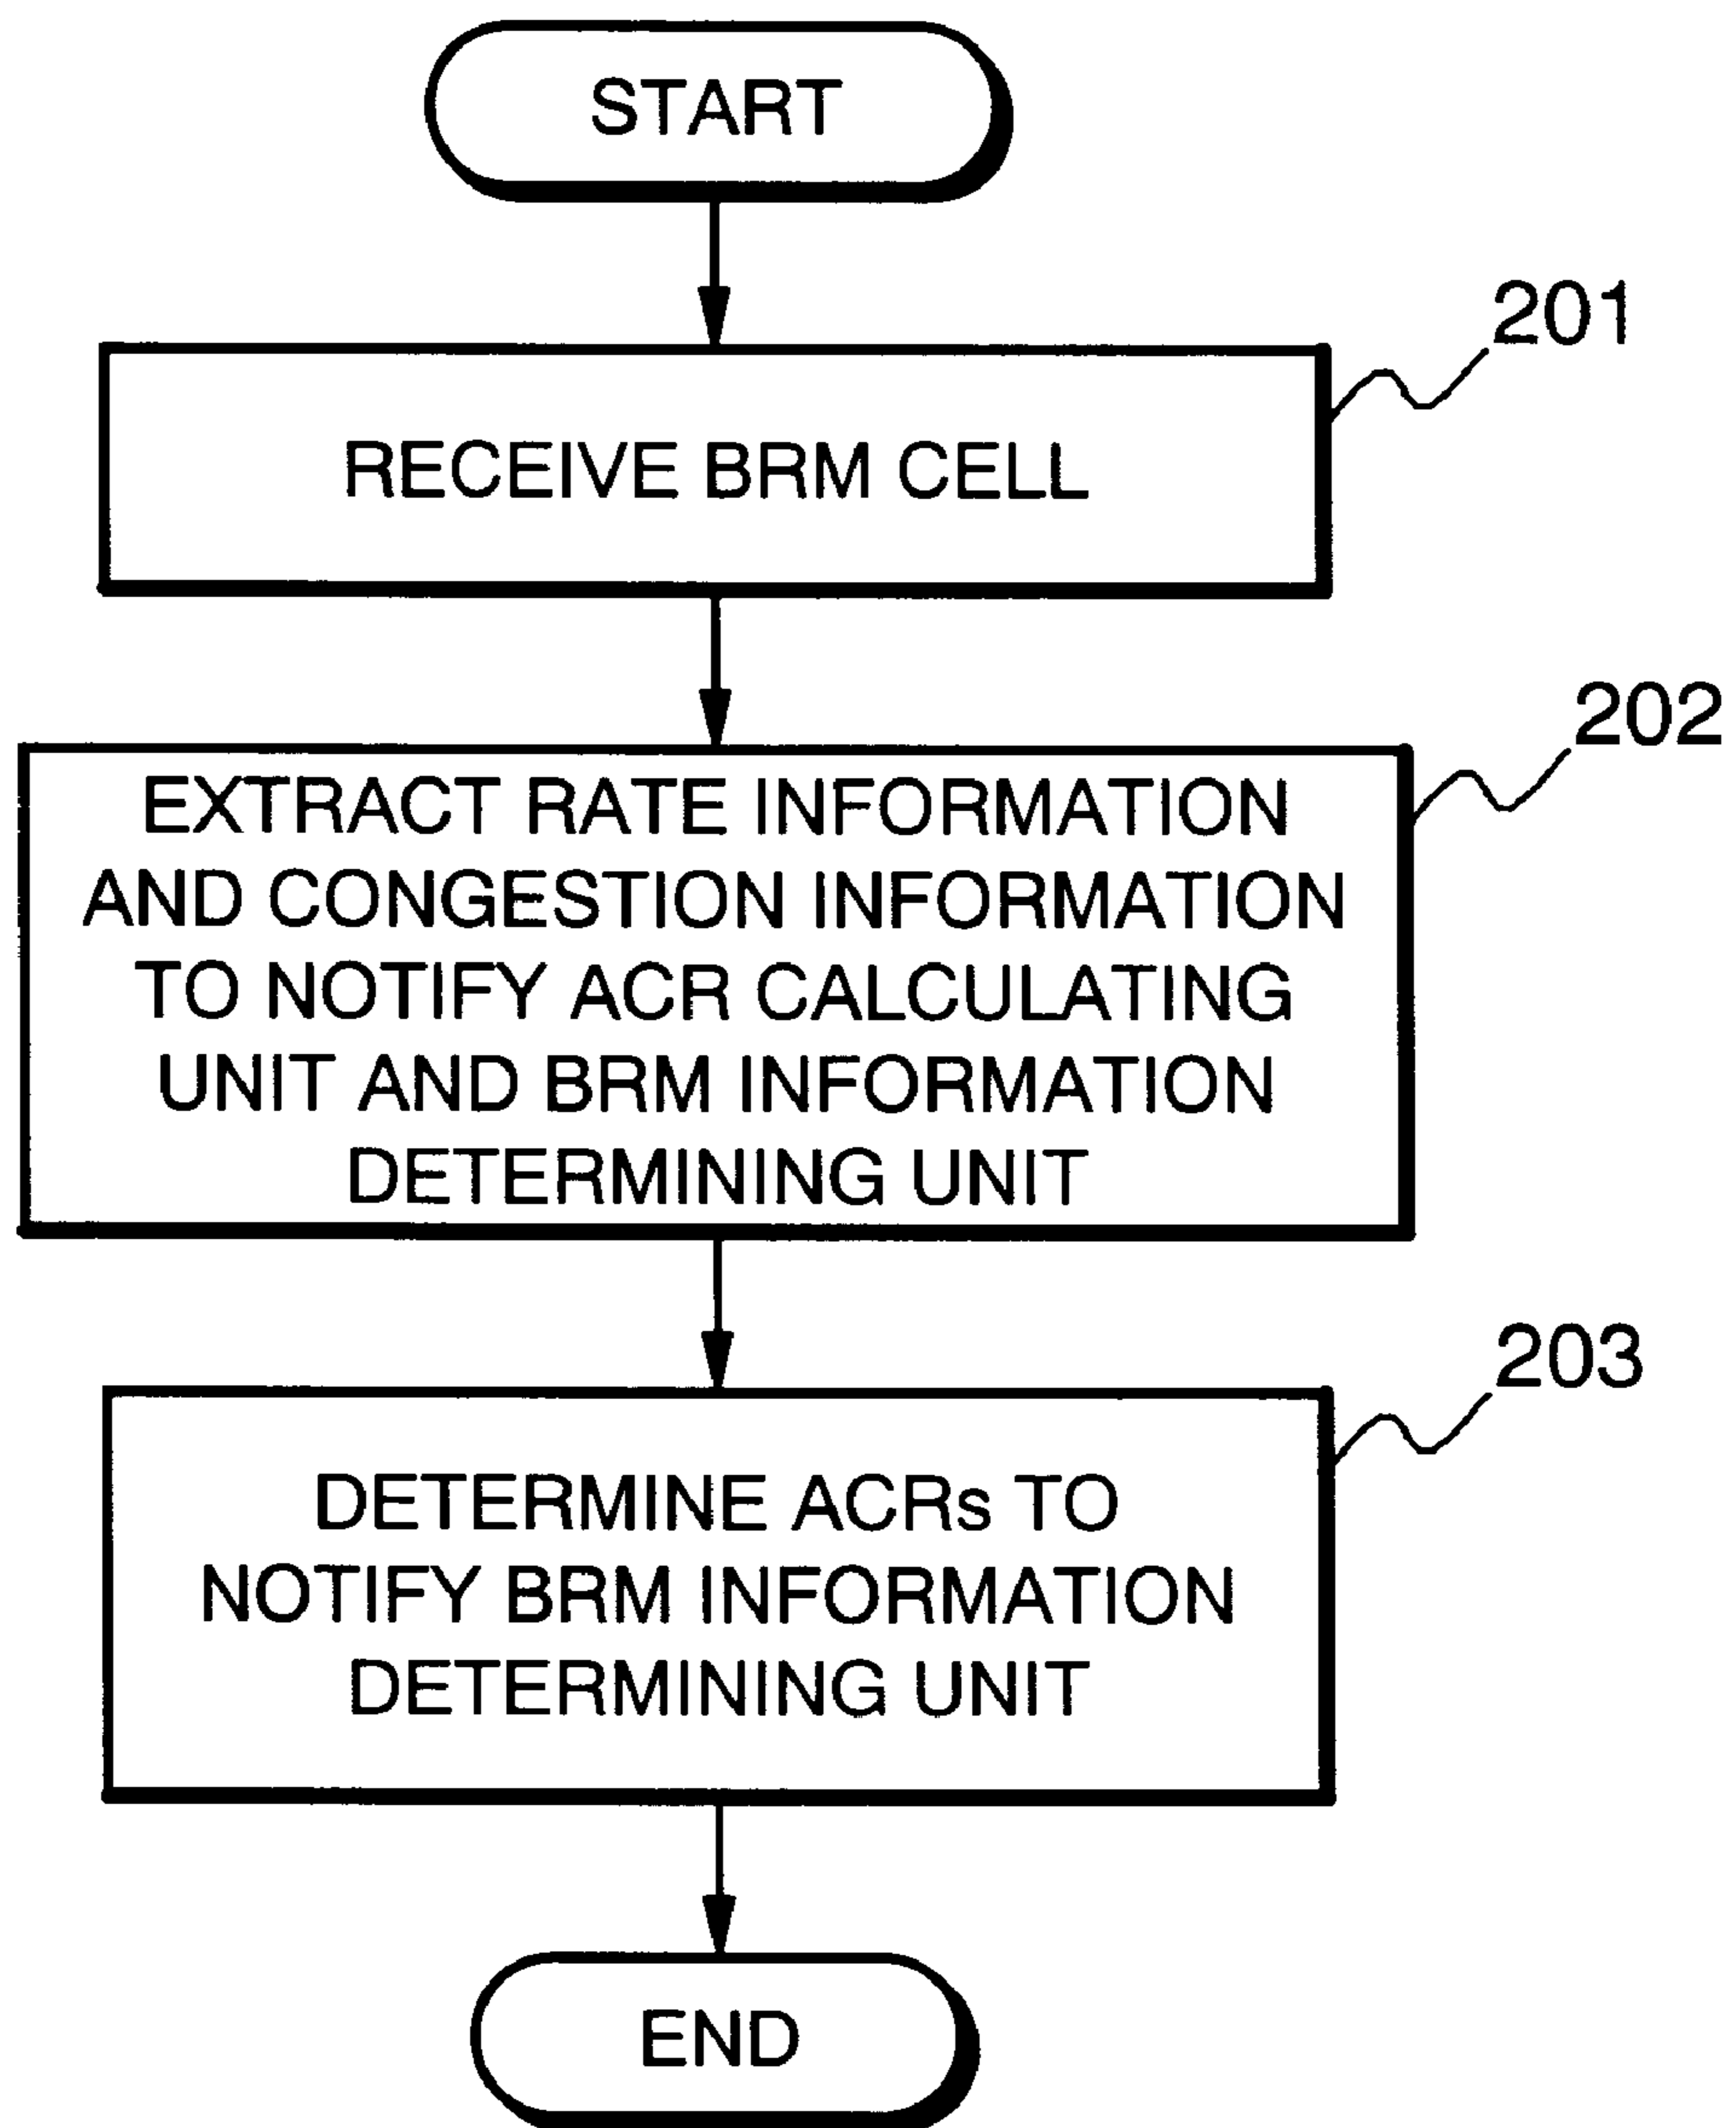 START
201
RECEIVE BRM CELL
202
EXTRACT RATE INFORMATION
AND CONGESTION INFORMATION
TO NOTIFY ACR CALCULATING
UNIT AND BRM INFORMATION
DETERMINING UNIT
203
DETERMINE ACRs TO
NOTIFY BRM INFORMATION
DETERMINING UNIT
END